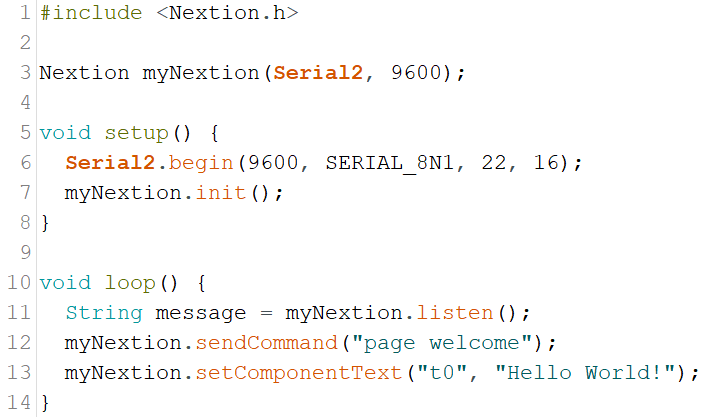 1 #include <Nextion.h>
2
3 Nextion myNextion(Serial2, 9600);
4
5 void setup() {
6   Serial2.begin(9600, SERIAL_8N1, 22, 16);
7   myNextion.init();
8 }
9
10 void loop() {
11   String message = myNextion.listen();
12   myNextion.sendCommand("page welcome");
13   myNextion.setComponentText("t0", "Hello World!");
14 }